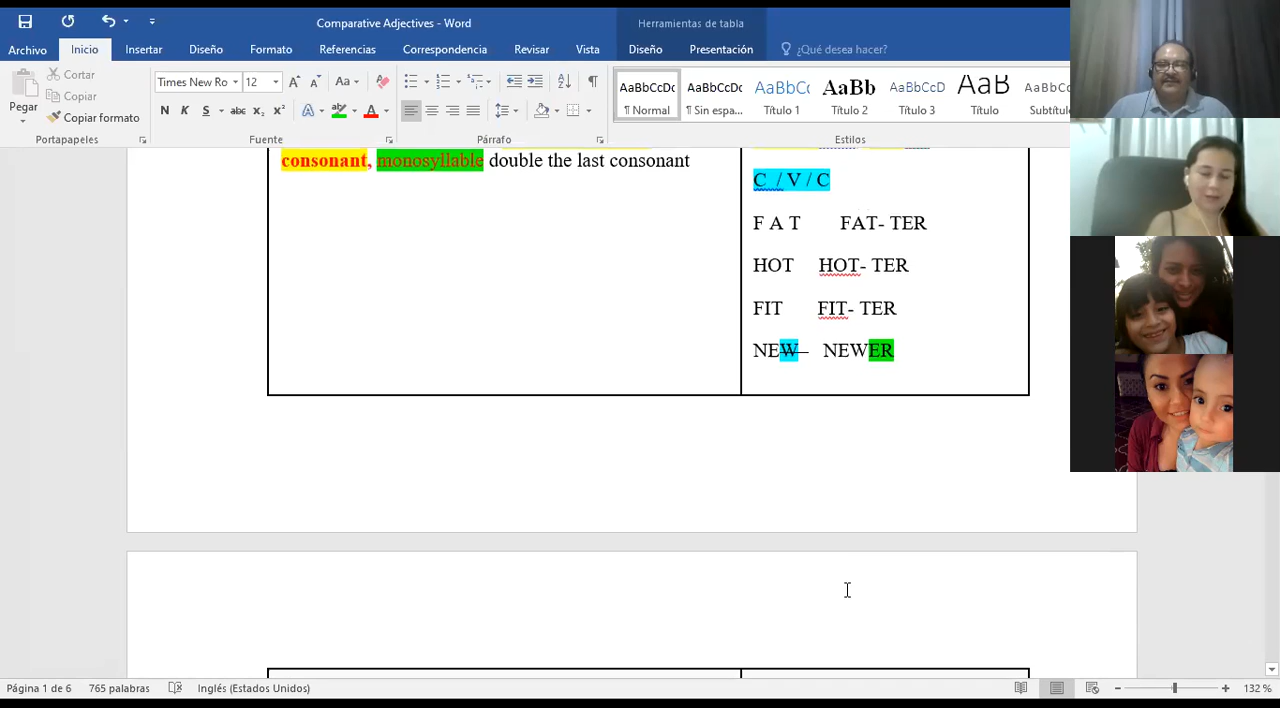 Comparative Adjectives - Word
Herramientas de tabla
Archivo Inicio Insertar Diseño Formato Referencias Correspondencia Revisar Vista Diseño Presentación ¿Qué desea hacer?
Pegar
Cortar
Copiar
Copiar formato
Portapapeles
Times New Ro 12
Aa
N K S abc x₂ x² A A
Fuente
Párrafo
AaBbCcDc AaBbCcDc AaBbCc AaBb AaBbCcD AaB AaBbCc
¶ Normal ¶ Sin espa... Título 1 Título 2 Título 3 Título Subtítulo
Estilos
consonant, monosyllable double the last consonant
C / V / C
F A T FAT- TER
HOT HOT- TER
FIT FIT- TER
NEW NEWER
Página 1 de 6 765 palabras Inglés (Estados Unidos) 132 %